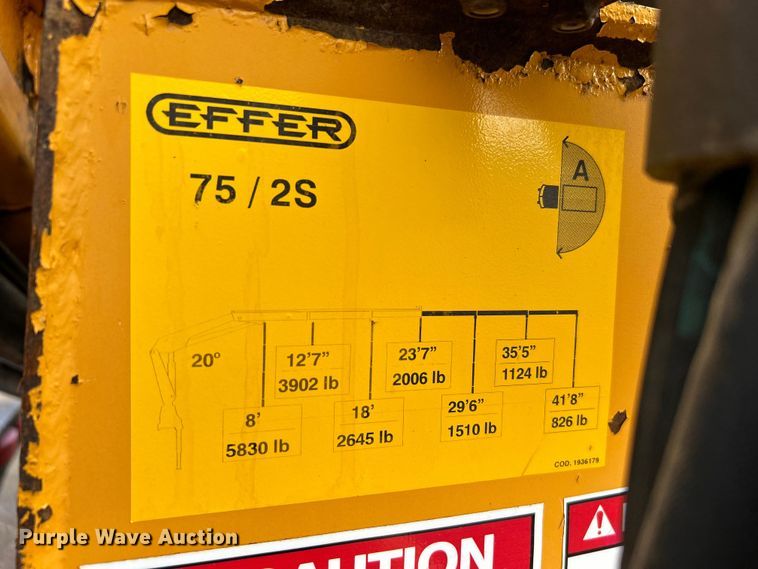 EFFER
75 / 2S
A
20°
12'7"
3902 lb
23'7"
2006 lb
35'5"
1124 lb
8'
5830 lb
18'
2645 lb
29'6"
1510 lb
41'8"
826 lb
COD. 1936179
CAUTION
Purple Wave Auction